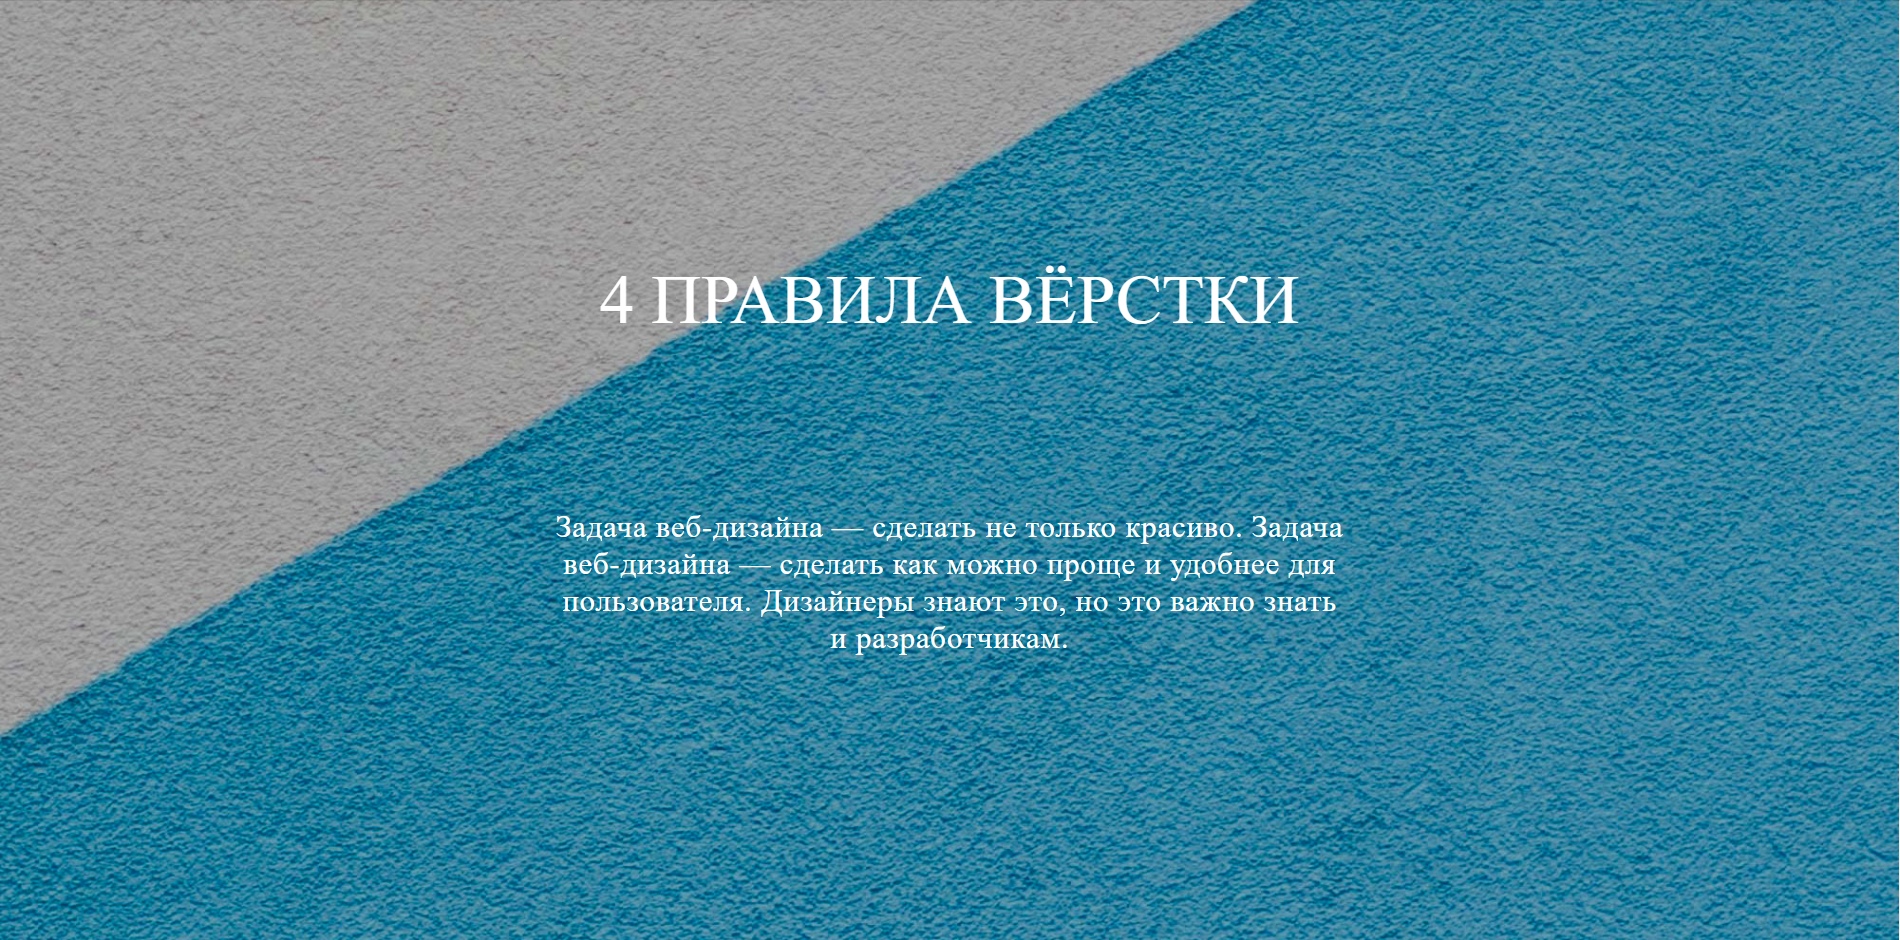 4 ПРАВИЛА ВЁРСТКИ
Задача веб-дизайна — сделать не только красиво. Задача
веб-дизайна — сделать как можно проще и удобнее для
пользователя. Дизайнеры знают это, но это важно знать
и разработчикам.